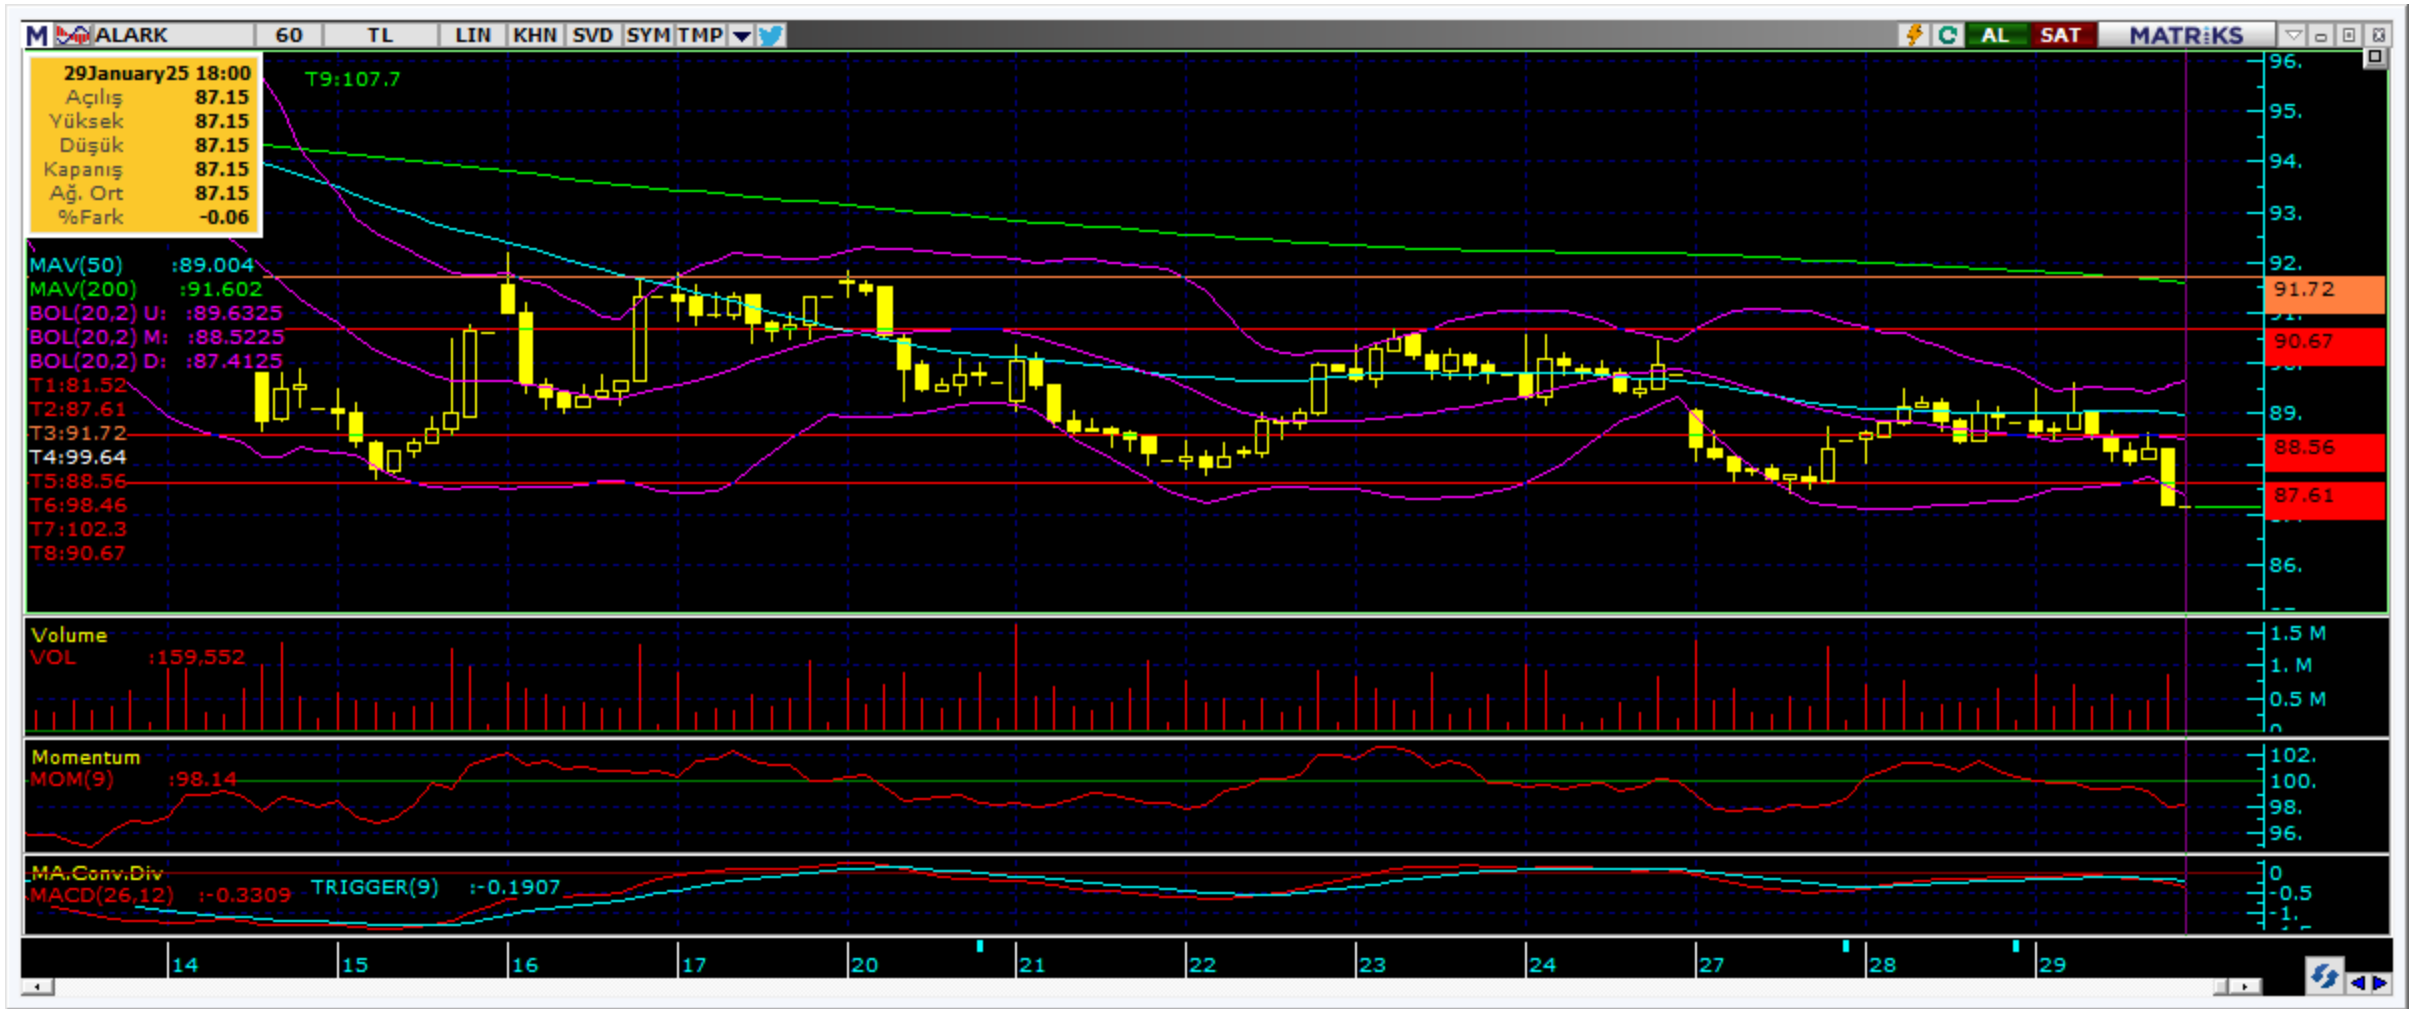 M ALARK 60 TL LIN KHN SVD SYM TMP AL SAT MATRiKS
29January25 18:00
Açılış 87.15
Yüksek 87.15
Düşük 87.15
Kapanış 87.15
Ağ. Ort 87.15
%Fark -0.06
T9:107.7
MAV(50) :89.004
MAV(200) :91.602
BOL(20,2) U: :89.6325
BOL(20,2) M: :88.5225
BOL(20,2) D: :87.4125
T1:81.52
T2:87.61
T3:91.72
T4:99.64
T5:88.56
T6:98.46
T7:102.3
T8:90.67
96.
95.
94.
93.
92.
91.72
91.
90.67
89.
88.56
87.61
86.
Volume
VOL :159,552
1.5 M
1. M
0.5 M
0
Momentum
MOM(9) :98.14
102.
100.
98.
96.
MA.Conv.Div
MACD(26,12) :-0.3309 TRIGGER(9) :-0.1907
0
-0.5
-1.
14 15 16 17 20 21 22 23 24 27 28 29